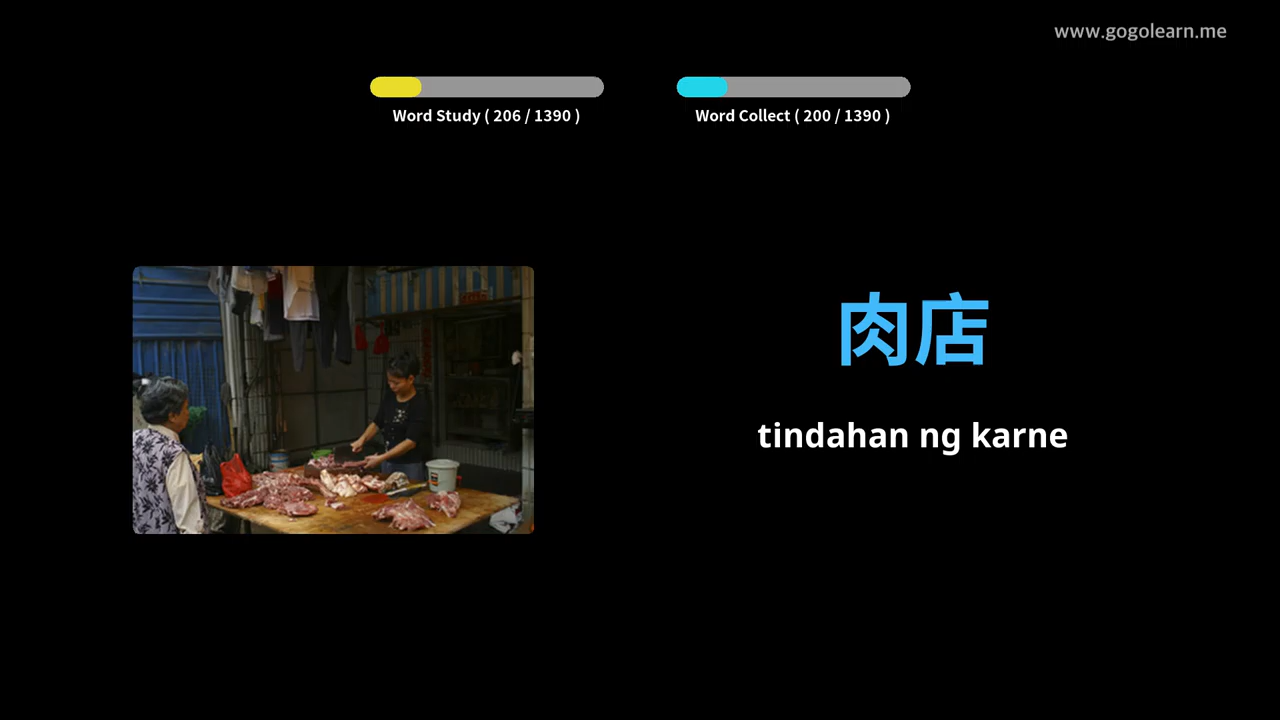 www.gogolearn.me
Word Study ( 206 / 1390 )
Word Collect ( 200 / 1390 )
肉店
tindahan ng karne